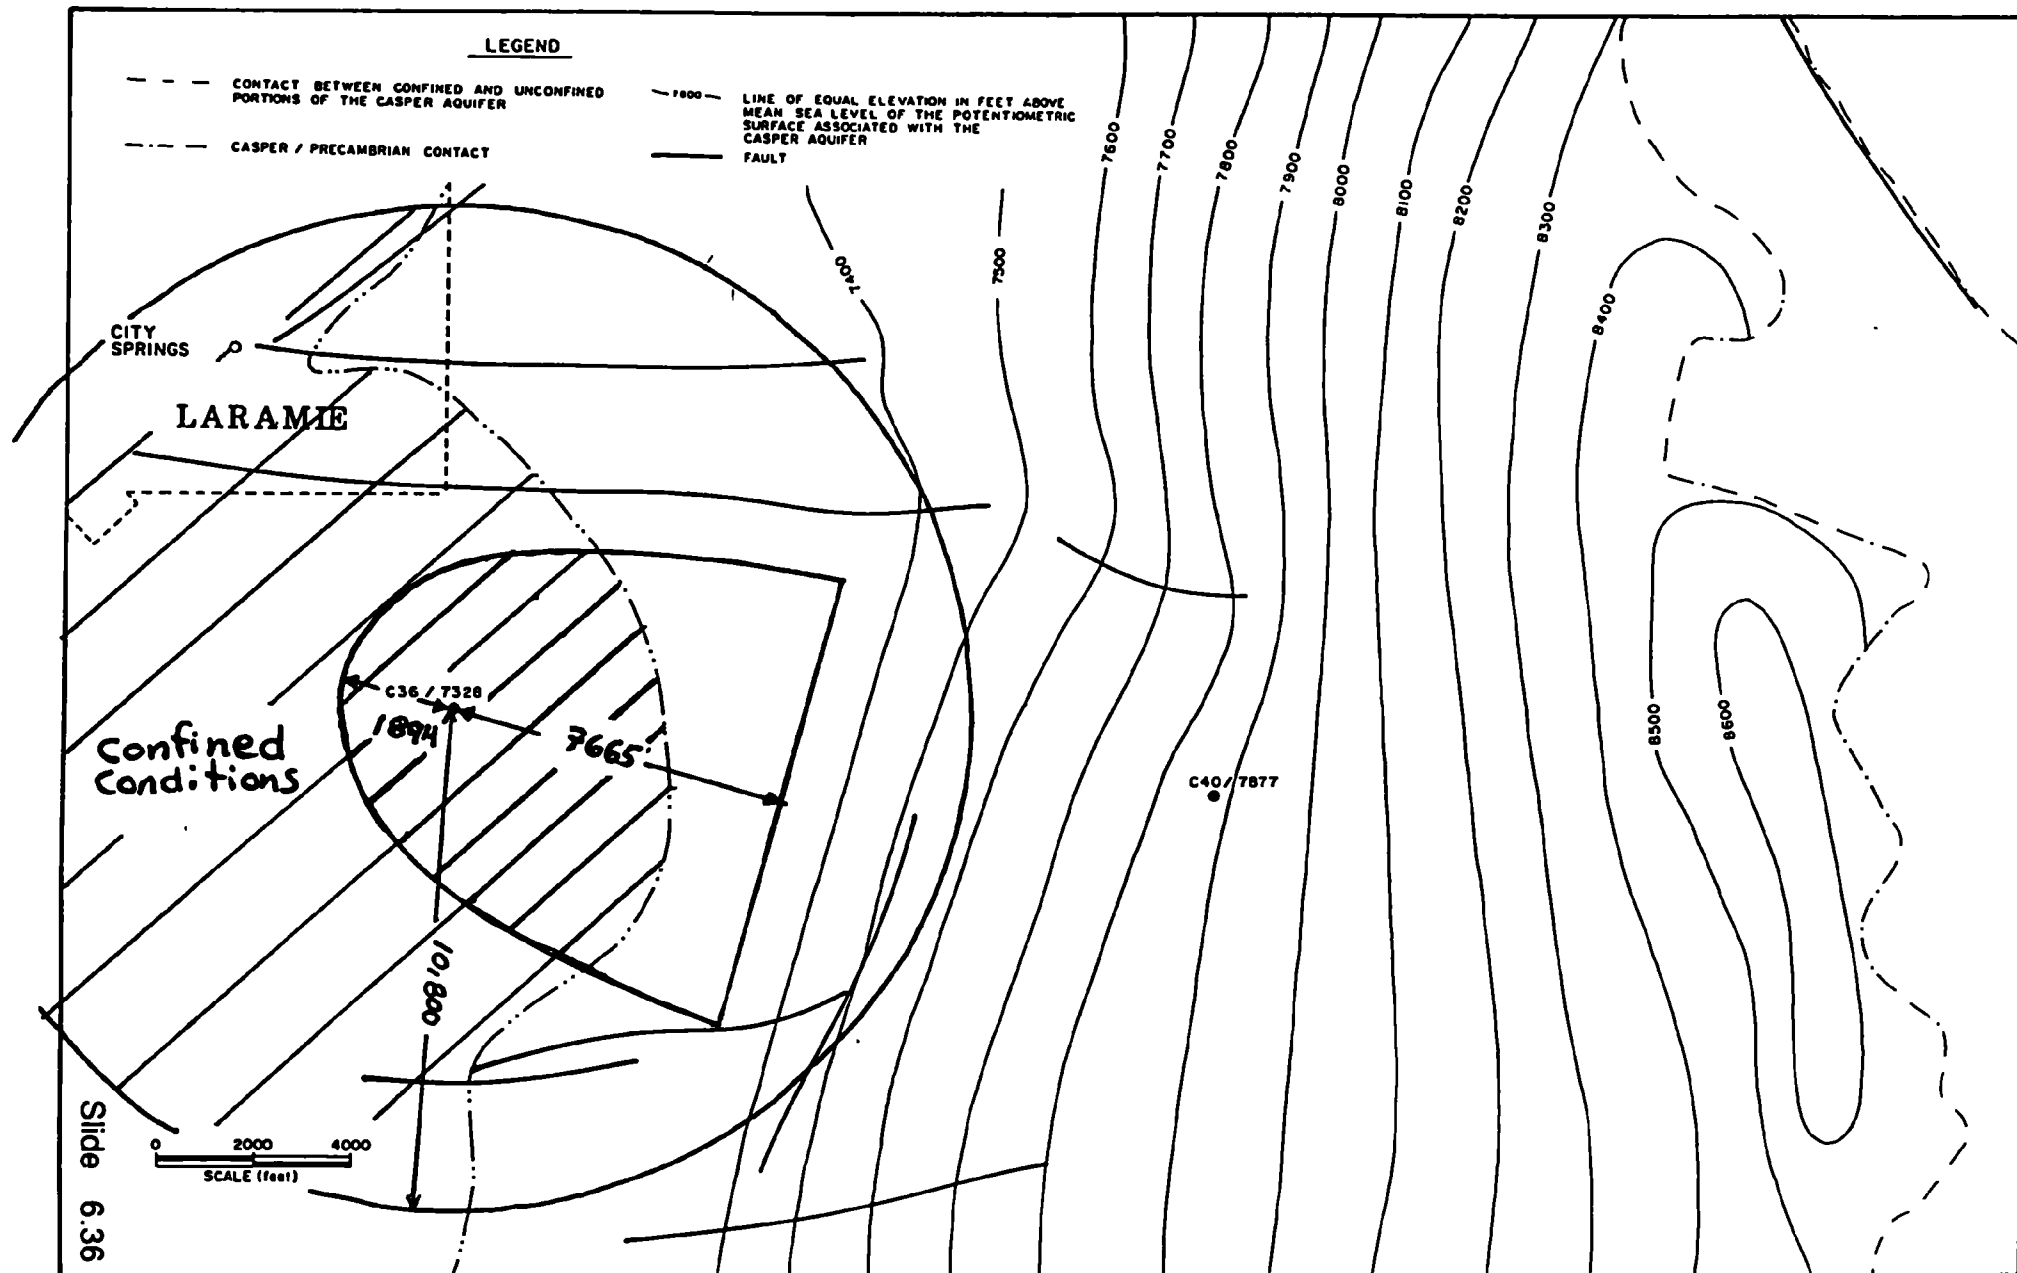 LEGEND
CONTACT BETWEEN CONFINED AND UNCONFINED
PORTIONS OF THE CASPER AQUIFER
CASPER / PRECAMBRIAN CONTACT
7800
LINE OF EQUAL ELEVATION IN FEET ABOVE
MEAN SEA LEVEL OF THE POTENTIOMETRIC
SURFACE ASSOCIATED WITH THE
CASPER AQUIFER
FAULT
7400
7500
7600
7700
7800
7900
8000
8100
8200
8300
8400
8500
8600
CITY
SPRINGS
LARAMIE
C36 / 7328
1894
7665
10,800
Confined
Conditions
C40 / 7877
0 2000 4000
SCALE (feet)
Slide 6.36